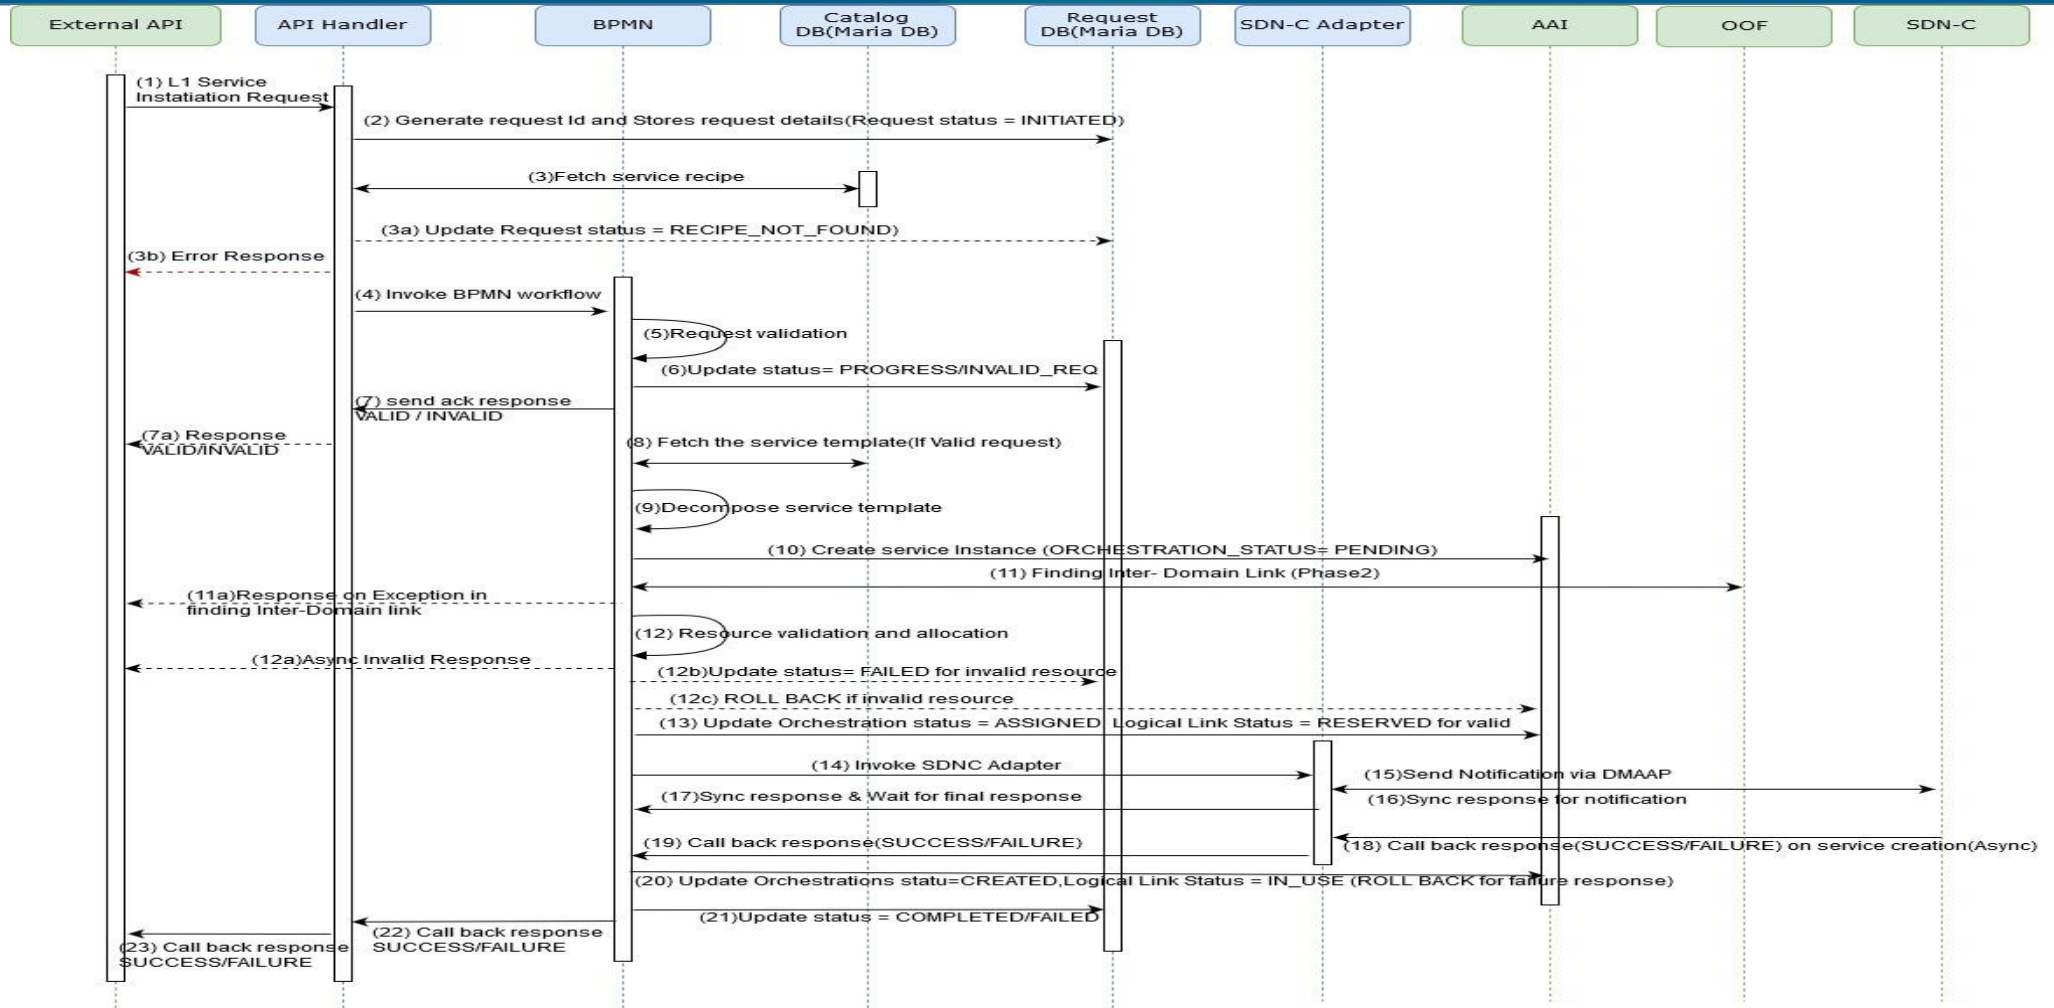 External API
API Handler
BPMN
Catalog
DB(Maria DB)
Request
DB(Maria DB)
SDN-C Adapter
AAI
OOF
SDN-C
(1) L1 Service
Instatiation Request
(2) Generate request Id and Stores request details(Request status = INITIATED)
(3)Fetch service recipe
(3a) Update Request status = RECIPE_NOT_FOUND)
(3b) Error Response
(4) Invoke BPMN workflow
(5)Request validation
(6)Update status= PROGRESS/INVALID_REQ
(7) send ack response
VALID / INVALID
(7a) Response
VALID/INVALID
(8) Fetch the service template(If Valid request)
(9)Decompose service template
(10) Create service Instance (ORCHESTRATION_STATUS= PENDING)
(11) Finding Inter- Domain Link (Phase2)
(11a)Response on Exception in
finding Inter-Domain link
(12) Resource validation and allocation
(12a)Async Invalid Response
(12b)Update status= FAILED for invalid resource
(12c) ROLL BACK if invalid resource
(13) Update Orchestration status = ASSIGNED, Logical Link Status = RESERVED for valid
(14) Invoke SDNC Adapter
(15)Send Notification via DMAAP
(17)Sync response & Wait for final response
(16)Sync response for notification
(19) Call back response(SUCCESS/FAILURE)
(18) Call back response(SUCCESS/FAILURE) on service creation(Async)
(20) Update Orchestrations statu=CREATED,Logical Link Status = IN_USE (ROLL BACK for failure response)
(21)Update status = COMPLETED/FAILED
(22) Call back response
SUCCESS/FAILURE
(23) Call back response
SUCCESS/FAILURE